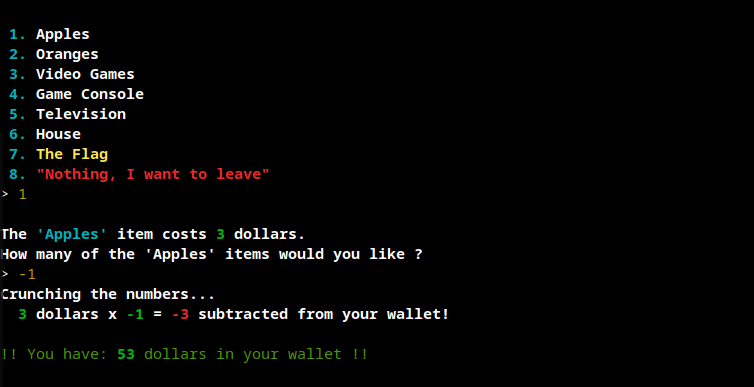 1. Apples
2. Oranges
3. Video Games
4. Game Console
5. Television
6. House
7. The Flag
8. "Nothing, I want to leave"
> 1
The 'Apples' item costs 3 dollars.
How many of the 'Apples' items would you like ?
> -1
Crunching the numbers...
3 dollars x -1 = -3 subtracted from your wallet!
!! You have: 53 dollars in your wallet !!